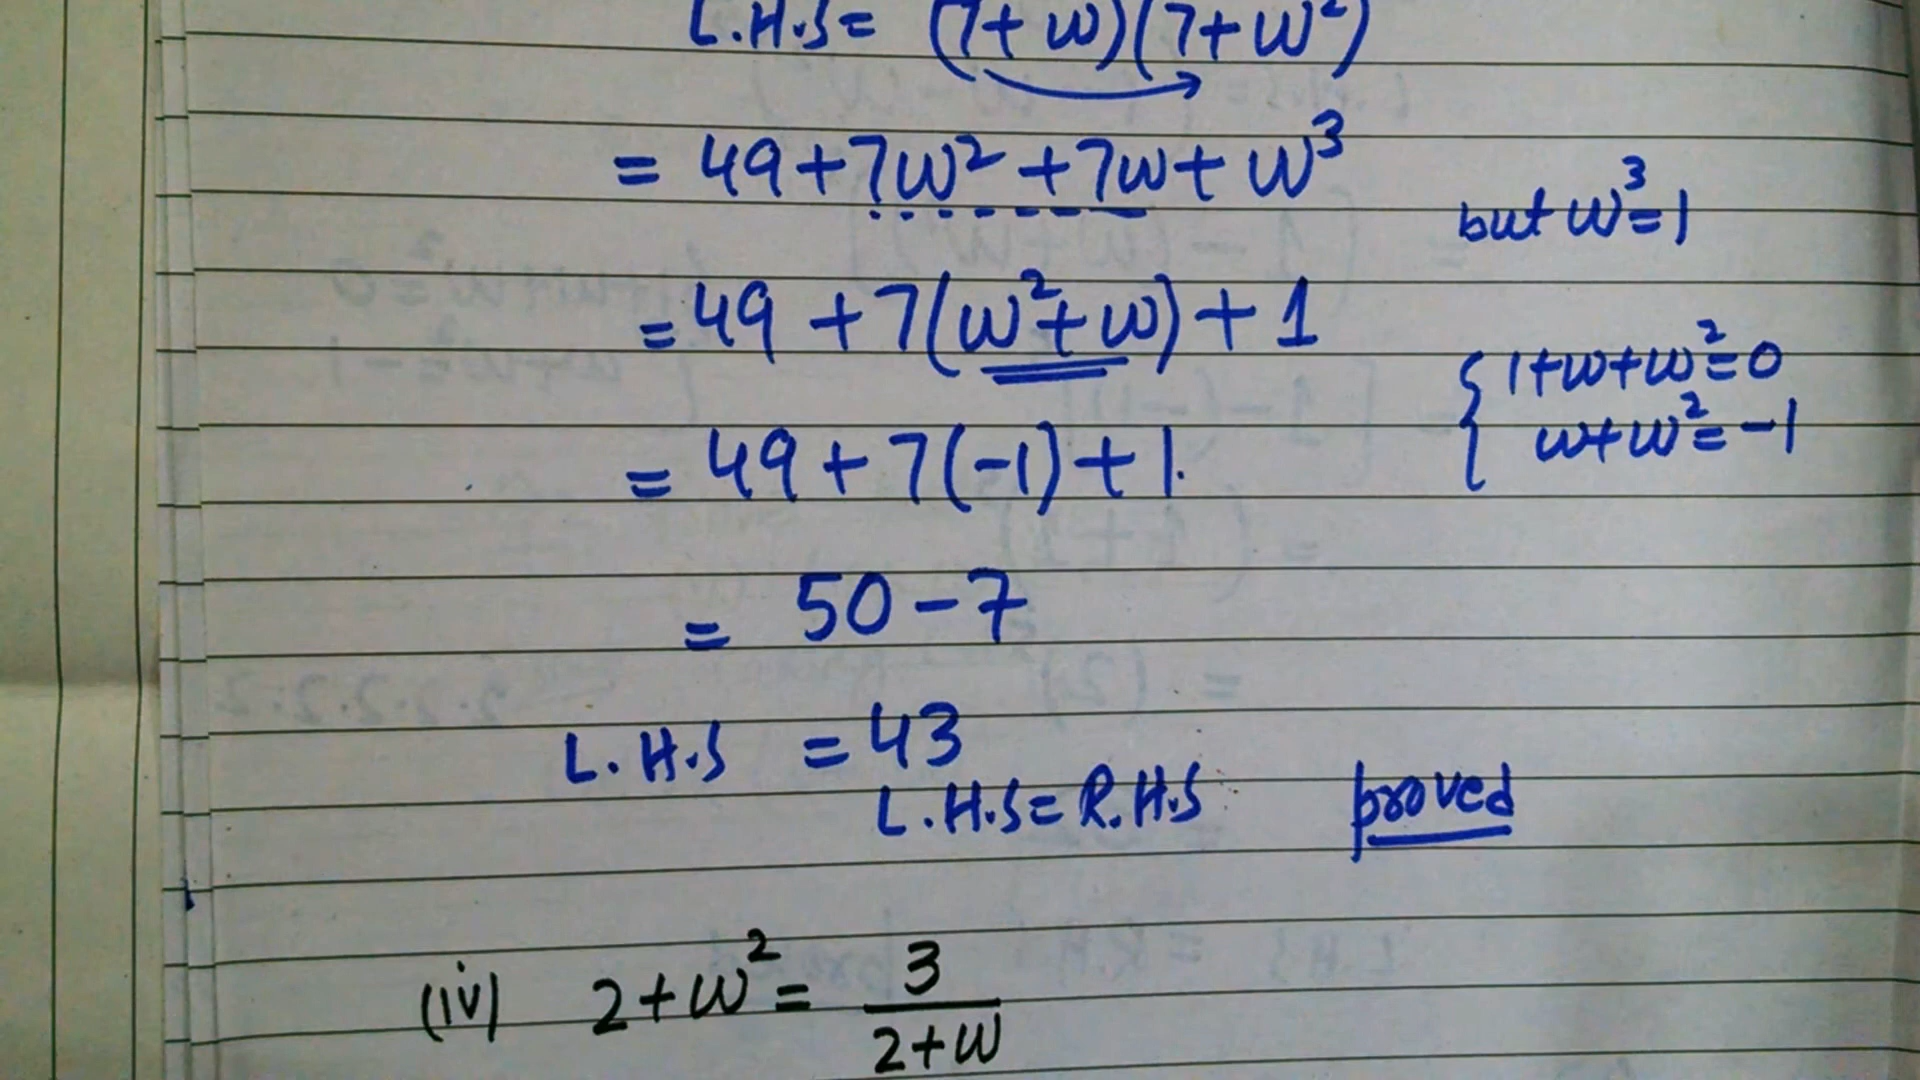 L.H.S = (7+ω)(7+ω²)
= 49+7ω² +7ω+ ω³
but ω³=1
= 49 +7(ω²+ω)+1
1+ω+ω²=0
= 49+7(-1)+1.
ω+ω²=-1
= 50-7
L.H.S = 43
L.H.S=R.H.S proved
(iv) 2+ω² = 3/(2+ω)